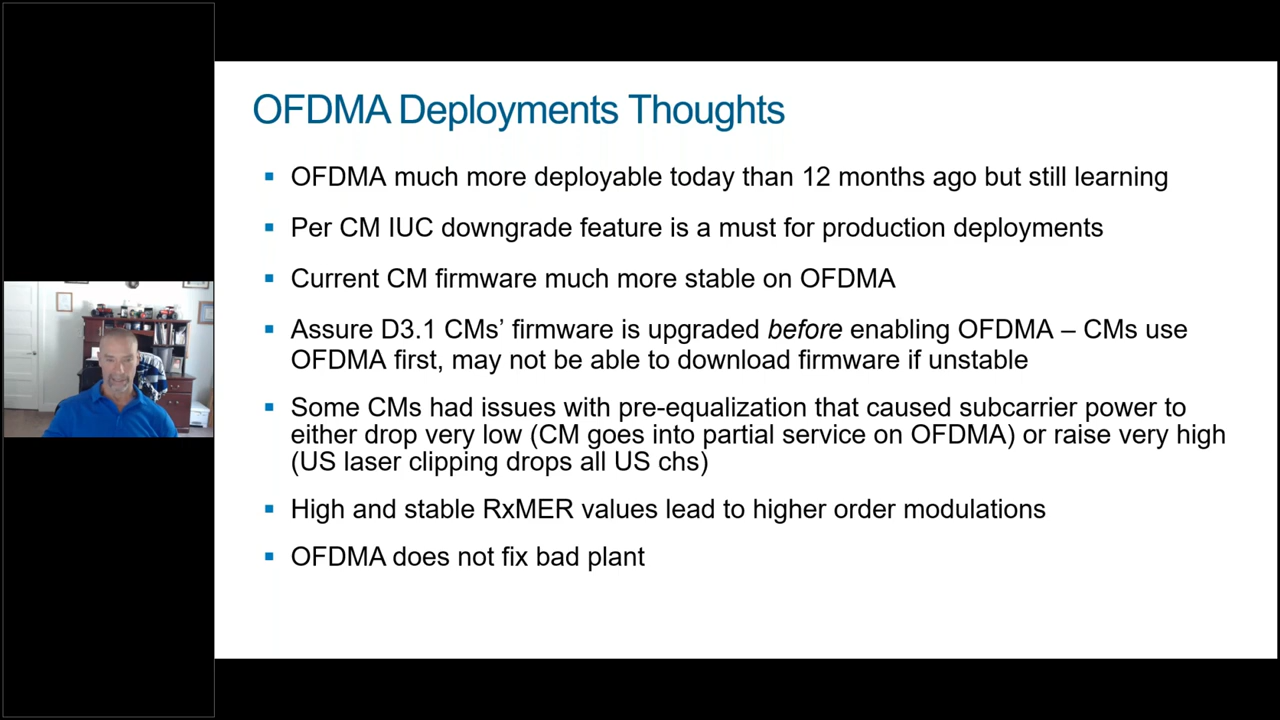 OFDMA Deployments Thoughts
OFDMA much more deployable today than 12 months ago but still learning
Per CM IUC downgrade feature is a must for production deployments
Current CM firmware much more stable on OFDMA
Assure D3.1 CMs’ firmware is upgraded before enabling OFDMA – CMs use
OFDMA first, may not be able to download firmware if unstable
Some CMs had issues with pre-equalization that caused subcarrier power to
either drop very low (CM goes into partial service on OFDMA) or raise very high
(US laser clipping drops all US chs)
High and stable RxMER values lead to higher order modulations
OFDMA does not fix bad plant